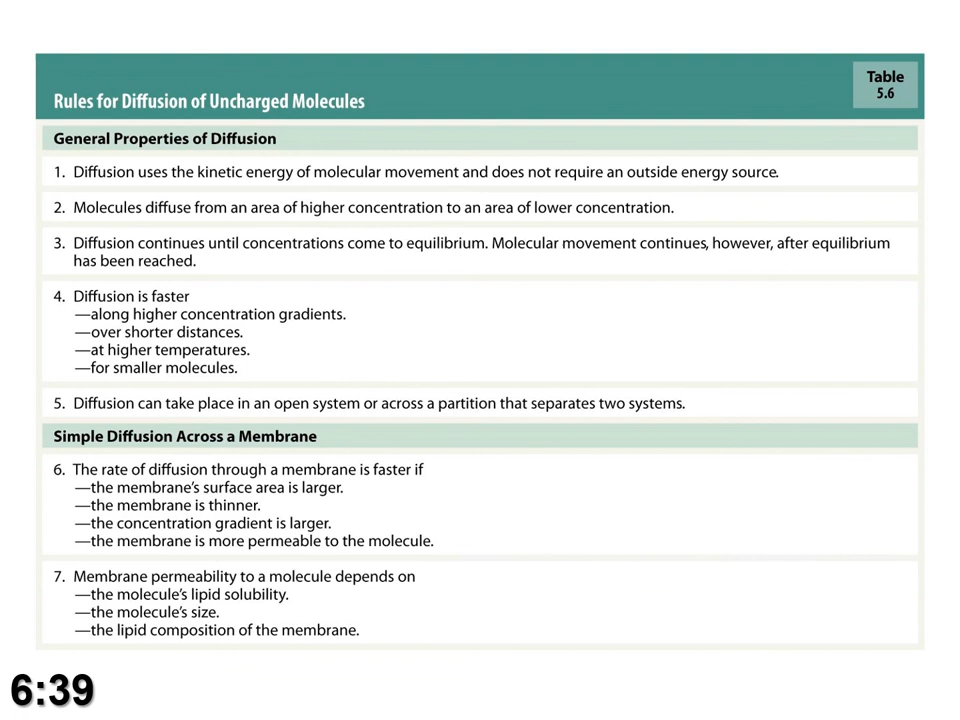 Table
5.6
Rules for Diffusion of Uncharged Molecules
General Properties of Diffusion
1. Diffusion uses the kinetic energy of molecular movement and does not require an outside energy source.
2. Molecules diffuse from an area of higher concentration to an area of lower concentration.
3. Diffusion continues until concentrations come to equilibrium. Molecular movement continues, however, after equilibrium
has been reached.
4. Diffusion is faster
—along higher concentration gradients.
—over shorter distances.
—at higher temperatures.
—for smaller molecules.
5. Diffusion can take place in an open system or across a partition that separates two systems.
Simple Diffusion Across a Membrane
6. The rate of diffusion through a membrane is faster if
—the membrane's surface area is larger.
—the membrane is thinner.
—the concentration gradient is larger.
—the membrane is more permeable to the molecule.
7. Membrane permeability to a molecule depends on
—the molecule's lipid solubility.
—the molecule's size.
—the lipid composition of the membrane.
6:39